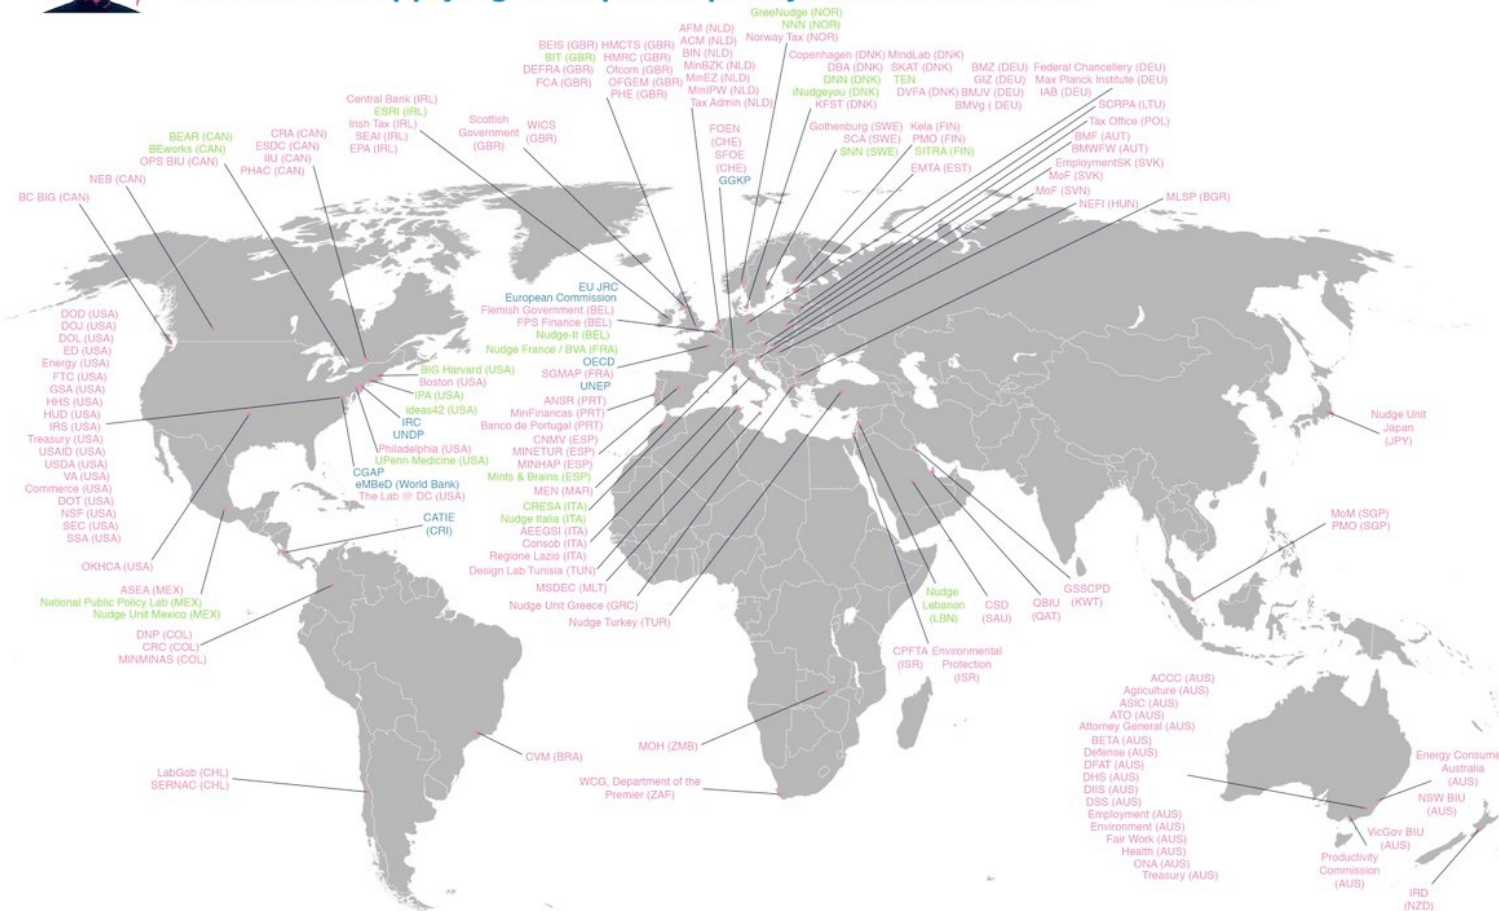 GreeNudge (NOR)
NNN (NOR)
Norway Tax (NOR)
AFM (NLD)
ACM (NLD)
BIN (NLD)
MinBZK (NLD)
MinEZ (NLD)
MinIPW (NLD)
Tax Admin (NLD)
BEIS (GBR) HMCTS (GBR)
BIT (GBR) HMRC (GBR)
DEFRA (GBR) Ofcom (GBR)
FCA (GBR) OFGEM (GBR)
PHE (GBR)
Copenhagen (DNK) MindLab (DNK)
DBA (DNK) SKAT (DNK)
DNN (DNK) TEN
iNudgeyou (DNK) DVFA (DNK)
KFST (DNK)
BMZ (DEU) Federal Chancellery (DEU)
GIZ (DEU) Max Planck Institute (DEU)
BMJV (DEU) IAB (DEU)
BMVg ( DEU)
SCRPA (LTU)
Tax Office (POL)
BMF (AUT)
BMWFW (AUT)
EmploymentSK (SVK)
MoF (SVK)
MoF (SVN)
NEFI (HUN)
MLSP (BGR)
Central Bank (IRL)
ESRI (IRL)
Irish Tax (IRL)
SEAI (IRL)
EPA (IRL)
Scottish
Government
(GBR)
WICS
(GBR)
FOEN
(CHE)
SFOE
(CHE)
GGKP
Gothenburg (SWE) Kela (FIN)
SCA (SWE) PMO (FIN)
SNN (SWE) SITRA (FIN)
EMTA (EST)
BEAR (CAN)
BEworks (CAN)
OPS BIU (CAN)
CRA (CAN)
ESDC (CAN)
IIU (CAN)
PHAC (CAN)
NEB (CAN)
BC BIG (CAN)
DOD (USA)
DOJ (USA)
DOL (USA)
ED (USA)
Energy (USA)
FTC (USA)
GSA (USA)
HHS (USA)
HUD (USA)
IRS (USA)
Treasury (USA)
USAID (USA)
USDA (USA)
VA (USA)
Commerce (USA)
DOT (USA)
NSF (USA)
SEC (USA)
SSA (USA)
OKHCA (USA)
BIG Harvard (USA)
Boston (USA)
IPA (USA)
ideas42 (USA)
IRC
UNDP
Philadelphia (USA)
UPenn Medicine (USA)
CGAP
eMBeD (World Bank)
The Lab @ DC (USA)
CATIE
(CRI)
ASEA (MEX)
National Public Policy Lab (MEX)
Nudge Unit Mexico (MEX)
DNP (COL)
CRC (COL)
MINMINAS (COL)
LabGob (CHL)
SERNAC (CHL)
CVM (BRA)
EU JRC
European Commission
Flemish Government (BEL)
FPS Finance (BEL)
Nudge-It (BEL)
Nudge France / BVA (FRA)
OECD
SGMAP (FRA)
UNEP
ANSR (PRT)
MinFinancas (PRT)
Banco de Portugal (PRT)
CNMV (ESP)
MINETUR (ESP)
MINHAP (ESP)
Mints & Brains (ESP)
MEN (MAR)
CRESA (ITA)
Nudge Italia (ITA)
AEEGSI (ITA)
Consob (ITA)
Regione Lazio (ITA)
Design Lab Tunisia (TUN)
MSDEC (MLT)
Nudge Unit Greece (GRC)
Nudge Turkey (TUR)
Nudge
Lebanon
(LBN)
CPFTA
(ISR)
Environmental
Protection
(ISR)
CSD
(SAU)
QBIU
(QAT)
GSSCPD
(KWT)
MOH (ZMB)
WCG, Department of the
Premier (ZAF)
Nudge Unit
Japan
(JPY)
MoM (SGP)
PMO (SGP)
ACCC (AUS)
Agriculture (AUS)
ASIC (AUS)
ATO (AUS)
Attorney General (AUS)
BETA (AUS)
Defense (AUS)
DFAT (AUS)
DHS (AUS)
DIIS (AUS)
DSS (AUS)
Employment (AUS)
Environment (AUS)
Fair Work (AUS)
Health (AUS)
ONA (AUS)
Treasury (AUS)
Energy Consume
Australia
(AUS)
NSW BIU
(AUS)
VicGov BIU
(AUS)
Productivity
Commission
(AUS)
IRD
(NZD)